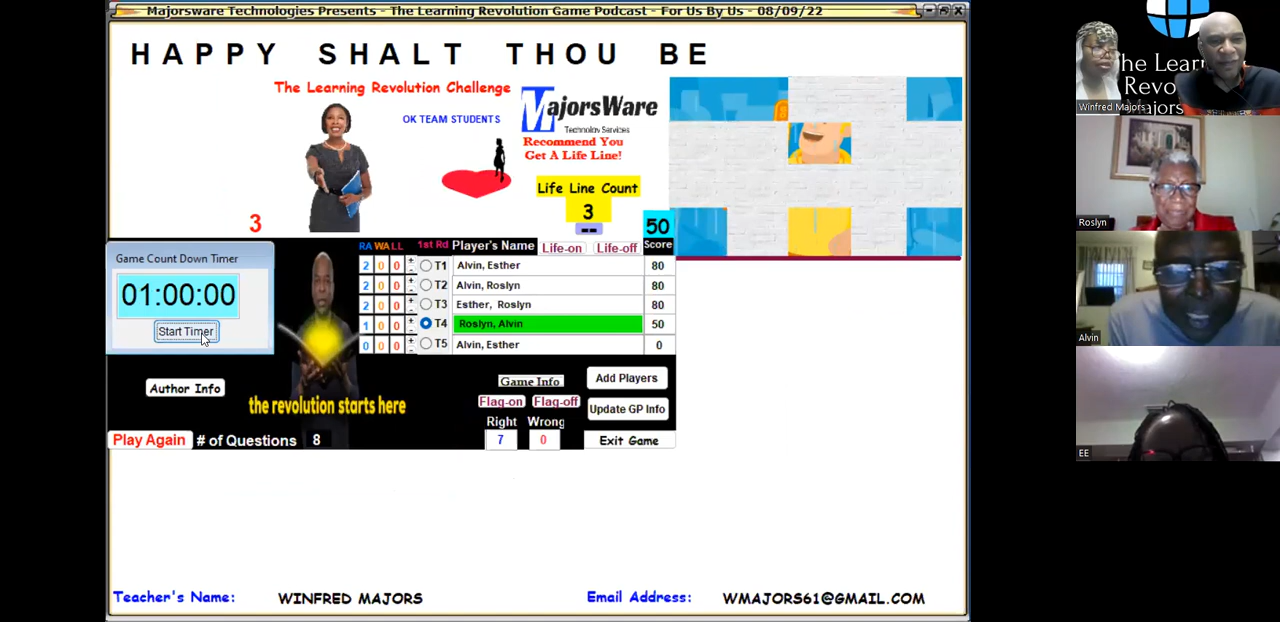 Majorsware Technologies Presents - The Learning Revolution Game Podcast - For Us By Us - 08/09/22
HAPPY SHALT THOU BE
The Learning Revolution Challenge
OK TEAM STUDENTS
MajorsWare
Technology Services
Recommend You
Get A Life Line!
Life Line Count
3
--
3
50
Game Count Down Timer
01:00:00
Start Timer
RA WA LL 1st Rd Player's Name Life-on Life-off Score
2 0 0 + - T1 Alvin, Esther 80
2 0 0 + - T2 Alvin, Roslyn 80
2 0 0 + - T3 Esther, Roslyn 80
1 0 0 + - T4 Roslyn, Alvin 50
0 0 0 + - T5 Alvin, Esther 0
Author Info
the revolution starts here
Game Info
Add Players
Flag-on Flag-off
Update GP Info
Right Wrong
7 0
Play Again # of Questions 8
Exit Game
Teacher's Name: WINFRED MAJORS Email Address: WMAJORS61@GMAIL.COM
The Lear
Revo
Majors
Winfred Majors
Roslyn
Alvin
EE